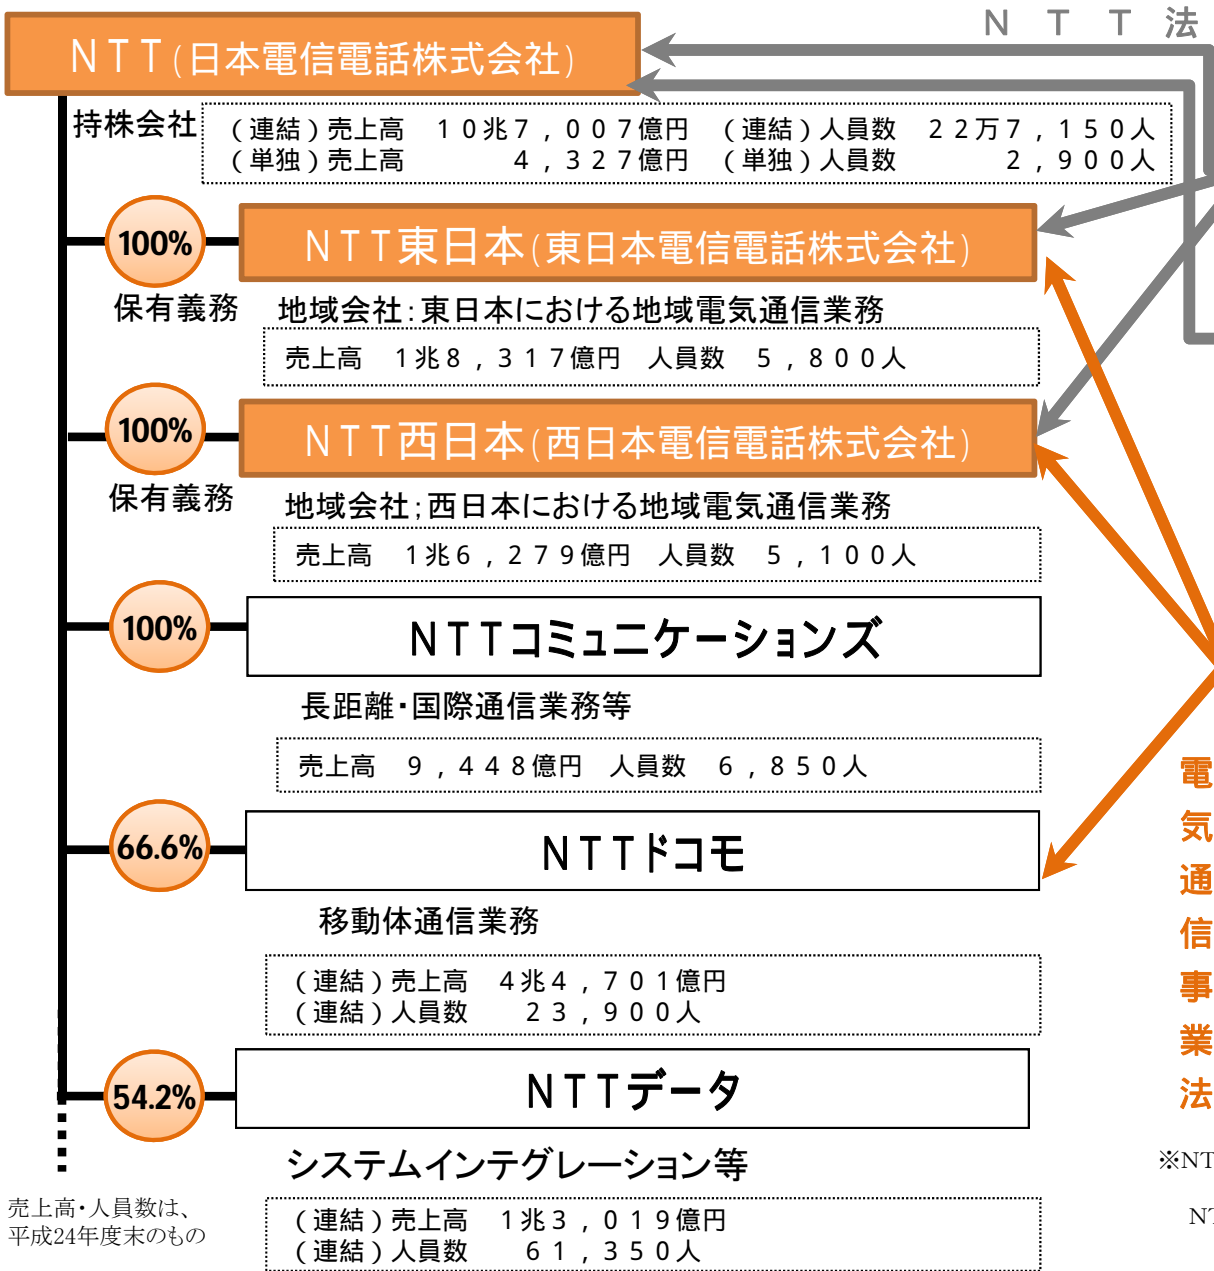 ＮＴＴ法
ＮＴＴ(日本電信電話株式会社)
持株会社
（連結）売上高　１０兆７，００７億円　（連結）人員数　２２万７，１５０人
（単独）売上高　４，３２７億円　（単独）人員数　２，９００人
100%
ＮＴＴ東日本(東日本電信電話株式会社)
保有義務
地域会社：東日本における地域電気通信業務
売上高　１兆８，３１７億円　人員数　５，８００人
100%
ＮＴＴ西日本(西日本電信電話株式会社)
保有義務
地域会社；西日本における地域電気通信業務
売上高　１兆６，２７９億円　人員数　５，１００人
100%
ＮＴＴコミュニケーションズ
長距離・国際通信業務等
売上高　９，４４８億円　人員数　６，８５０人
66.6%
ＮＴＴドコモ
移動体通信業務
（連結）売上高　４兆４，７０１億円
（連結）人員数　２３，９００人
54.2%
ＮＴＴデータ
システムインテグレーション等
（連結）売上高　１兆３，０１９億円
（連結）人員数　６１，３５０人
電気通信事業法
※NT
NT
売上高・人員数は、
平成24年度末のもの